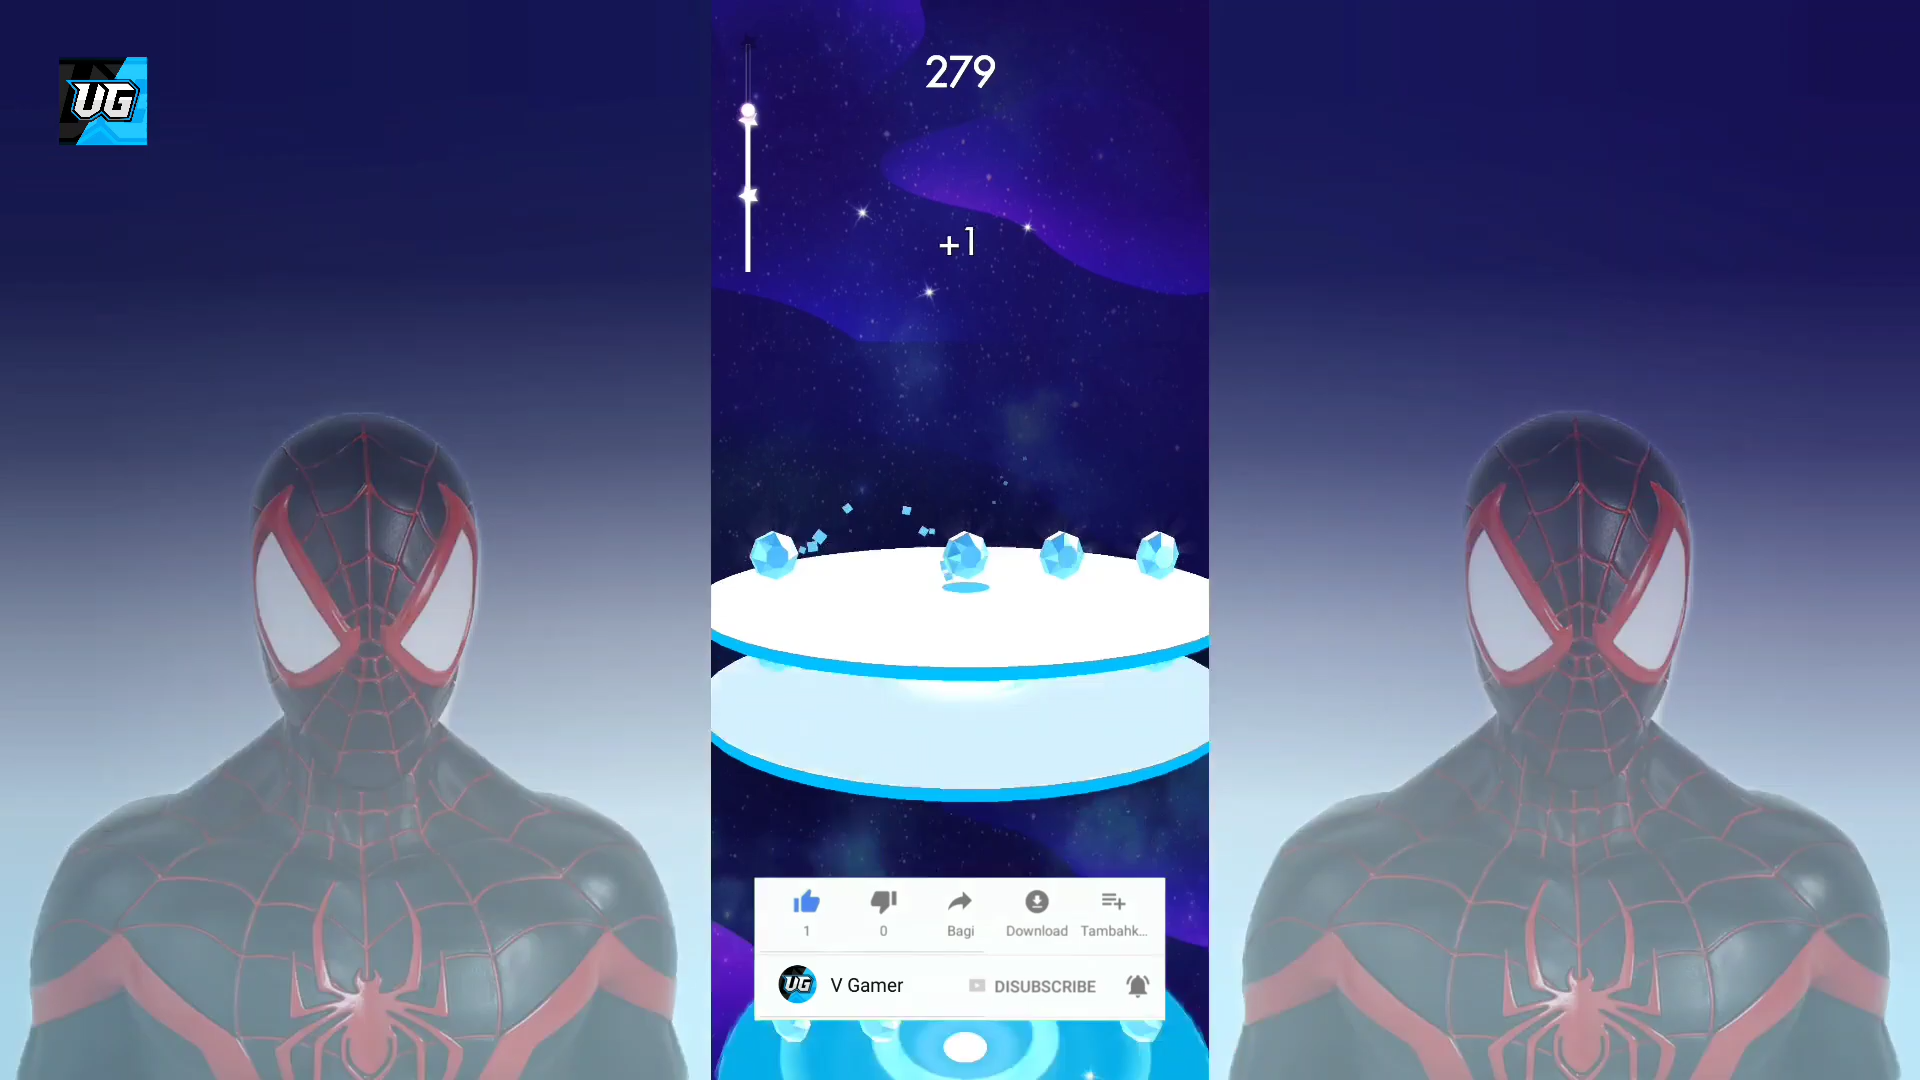 279
UG
+1
1
0
Bagi
Download
Tambahk...
UG
V Gamer
DISUBSCRIBE